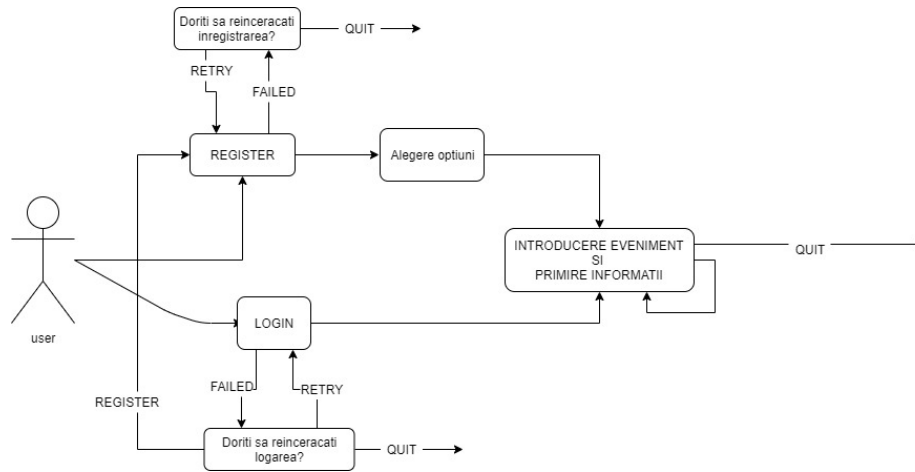 Doriti sa reinceracati
inregistrarea?
QUIT
RETRY
FAILED
REGISTER
Alegere optiuni
INTRODUCERE EVENIMENT
SI
PRIMIRE INFORMATII
QUIT
user
LOGIN
FAILED
RETRY
REGISTER
Doriti sa reinceracati
logarea?
QUIT